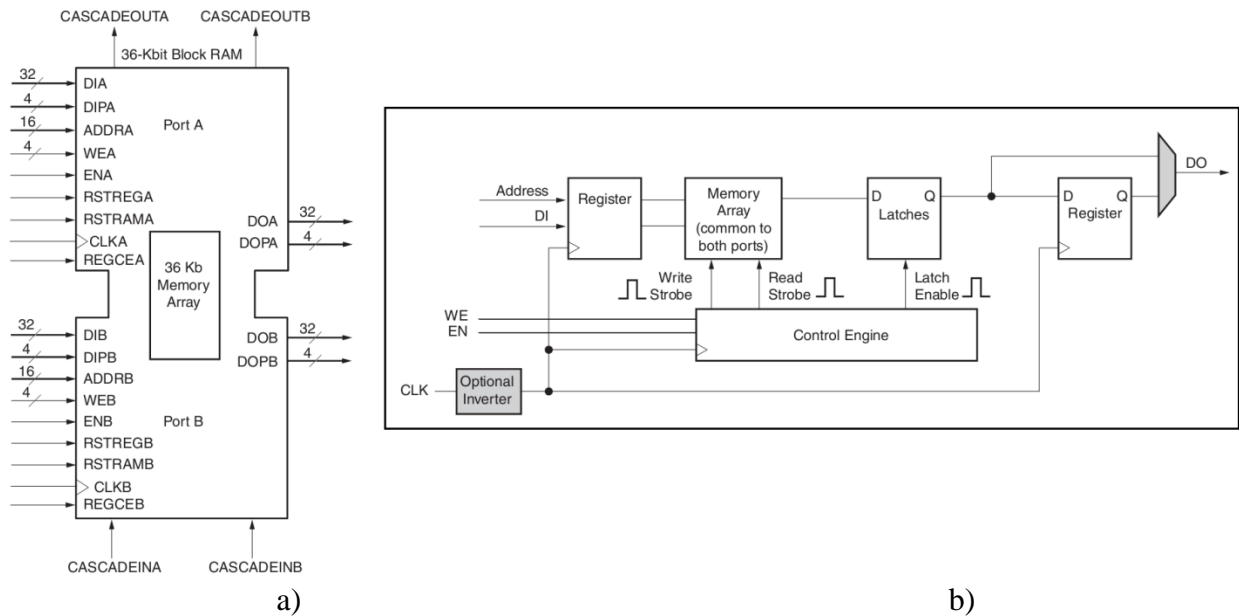 CASCADEOUTA CASCADEOUTB
36-Kbit Block RAM
32
DIA
4
DIPA
Port A
16
ADDRA
4
WEA
ENA
RSTREGA
RSTRAMA
DOA 32
CLKA
DOPA 4
REGCEA
36 Kb
Memory
Array
32
DIB
DOB 32
4
DIPB
DOPB 4
16
ADDRB
4
WEB
ENB
Port B
RSTREGB
RSTRAMB
CLKB
REGCEB
CASCADEINA CASCADEINB
a)
Address
DI
Register
Memory
Array
(common to
both ports)
D Q
Latches
D Q
Register
DO
Write
Strobe
Read
Strobe
Latch
Enable
WE
EN
Control Engine
CLK
Optional
Inverter
b)